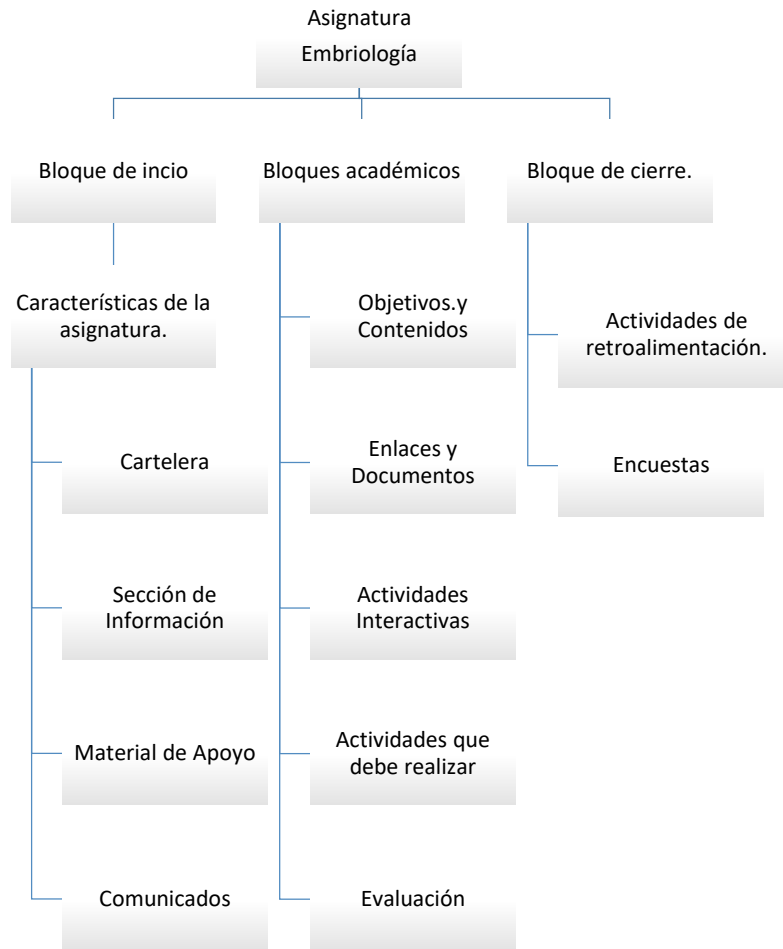 Asignatura
Embriología
Bloque de incio
Bloques académicos
Bloque de cierre.
Característicias de la
asignatura.
Cartelera
Sección de
Información
Material de Apoyo
Comunicados
Objetivos.y
Contenidos
Enlaces y
Documentos
Actividades
Interactivas
Actividades que
debe realizar
Evaluación
Actividades de
retroalimentación.
Encuestas